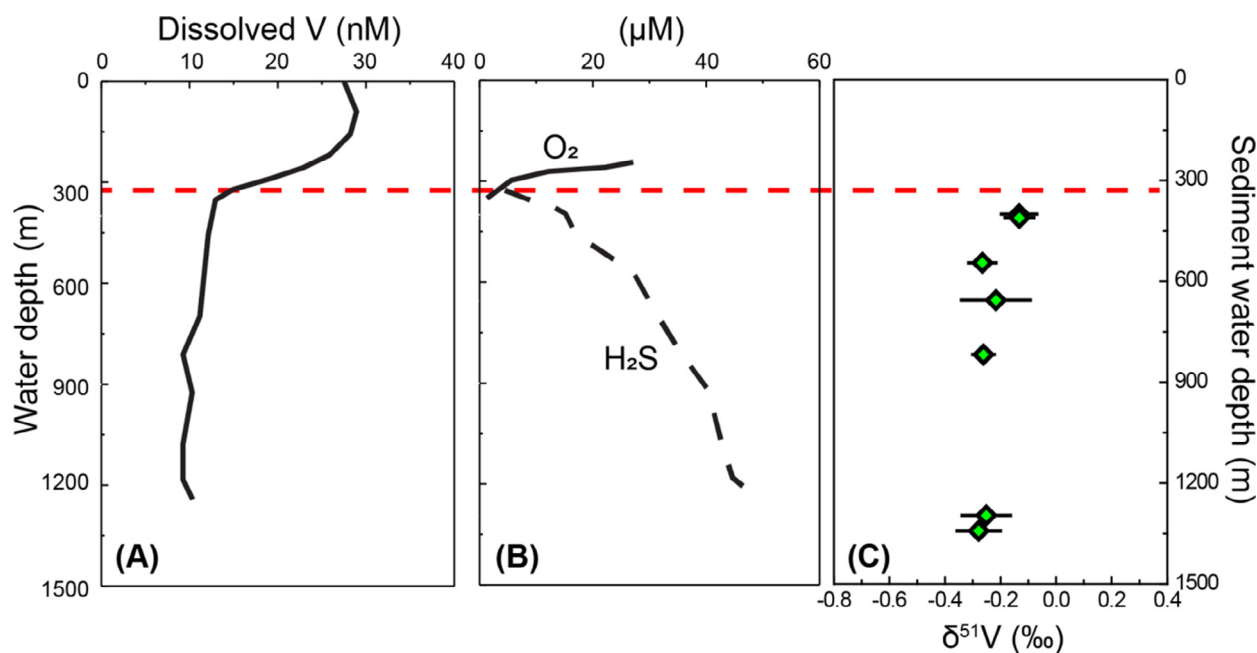 Dissolved V (nM)
0 10 20 30 40
(µM)
0 20 40 60
Water depth (m)
0
300
600
900
1200
1500
(A)
O₂
H₂S
(B)
0
300
600
900
1200
1500
Sediment water depth (m)
(C)
-0.8 -0.6 -0.4 -0.2 0.0 0.2 0.4
δ⁵¹V (‰)